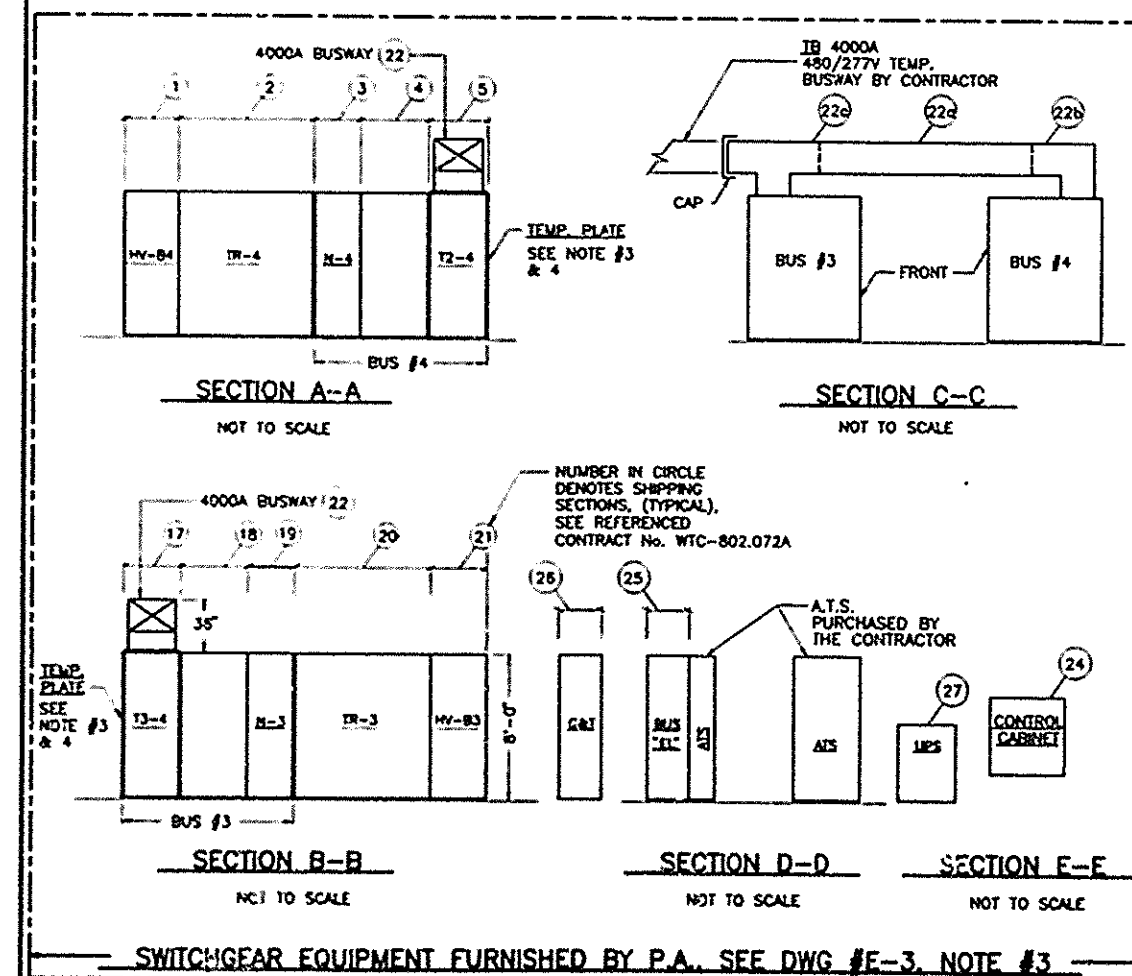 4000A BUSWAY 22
1 2 3 4 5
HV-B4
TR-4
M-4
T2-4
TEMP. PLATE
SEE NOTE #3
& 4
BUS #4
SECTION A-A
NOT TO SCALE
TB 4000A
480/277V TEMP.
BUSWAY BY CONTRACTOR
22c 22a 22b
CAP
BUS #3
FRONT
BUS #4
SECTION C-C
NOT TO SCALE
4000A BUSWAY 22
17 18 19 20 21
NUMBER IN CIRCLE
DENOTES SHIPPING
SECTIONS, (TYPICAL),
SEE REFERENCED
CONTRACT No. WTC-802.072A
35"
TEMP.
PLATE
SEE
NOTE #3
& 4
T3-4
M-3
TR-3
HV-B3
8'-0"
BUS #3
SECTION B-B
NOT TO SCALE
26 25
A.T.S.
PURCHASED BY
THE CONTRACTOR
BUS
ATS
ATS
SECTION D-D
NOT TO SCALE
27
UPS
24
CONTROL
CABINET
SECTION E-E
NOT TO SCALE
SWITCHGEAR EQUIPMENT FURNISHED BY P.A., SEE DWG #E-3, NOTE #3